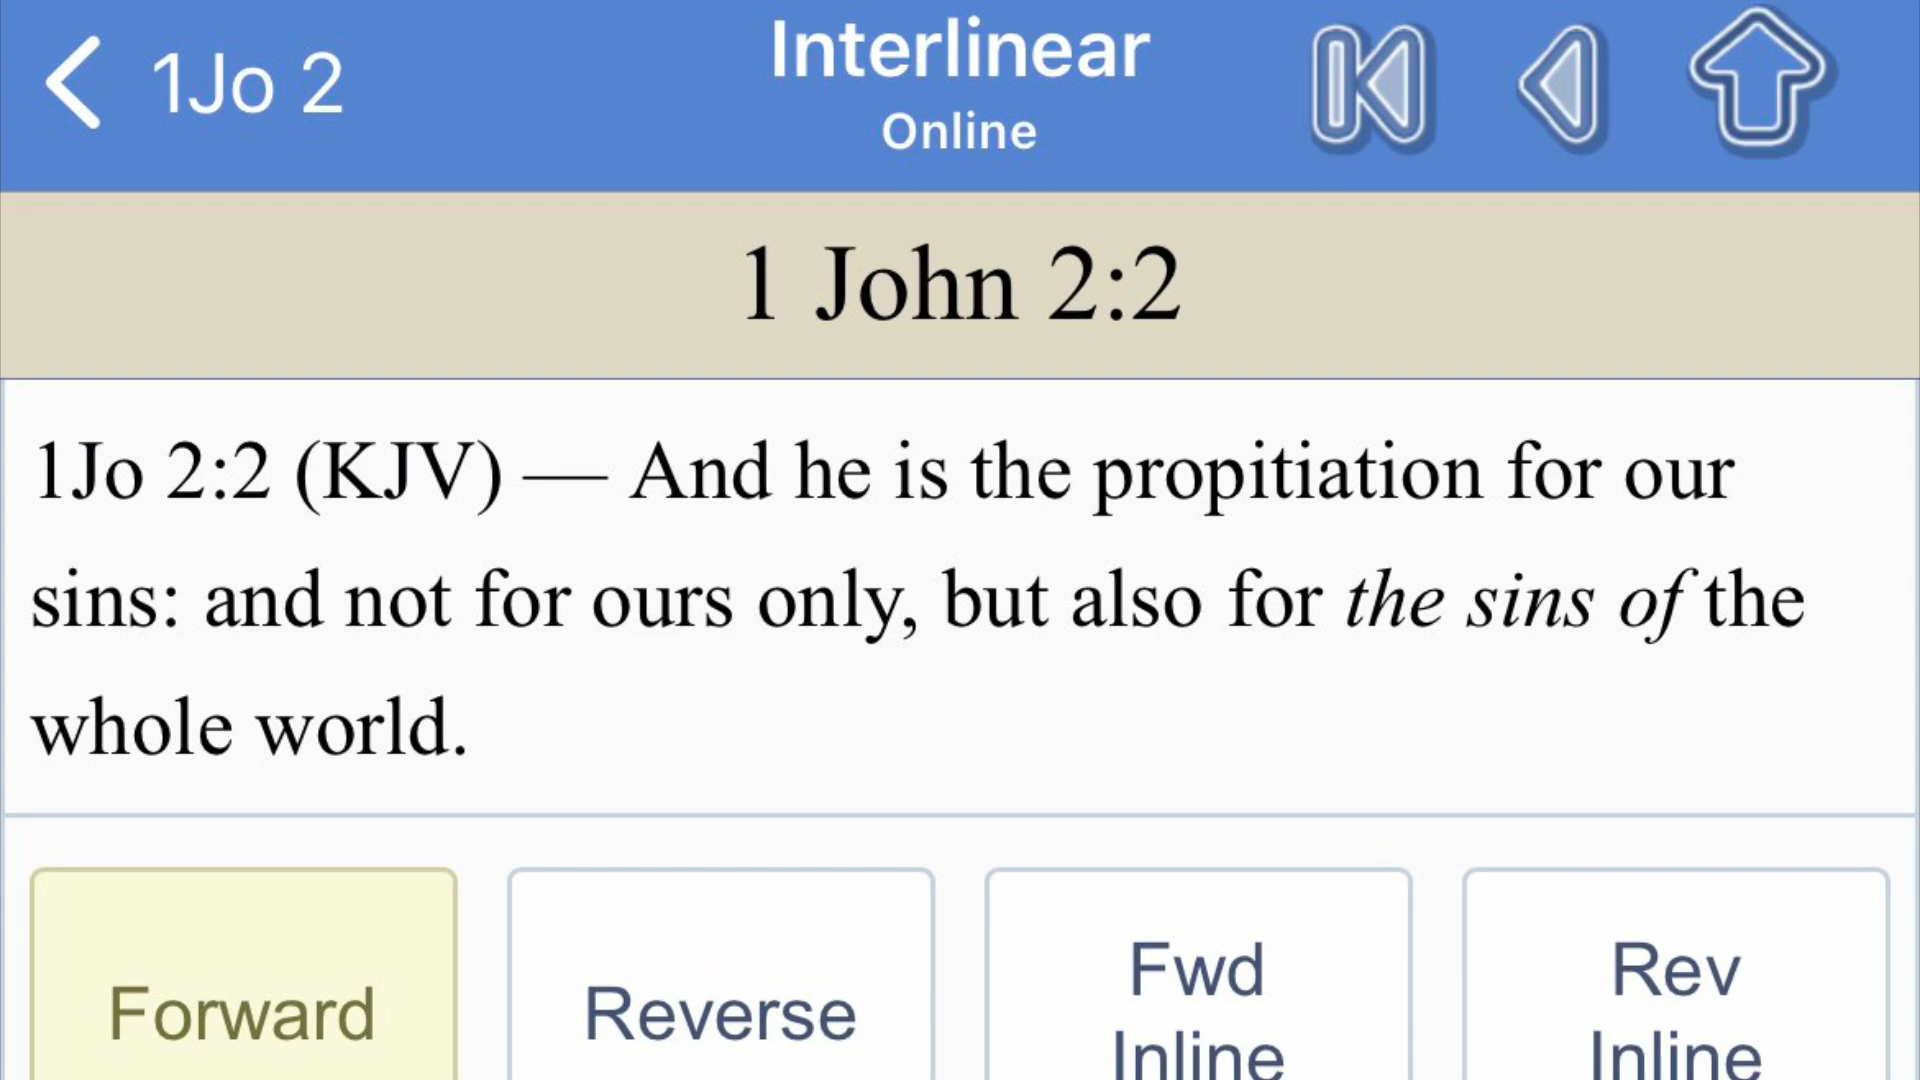 1Jo 2
Interlinear
Online
1 John 2:2
1Jo 2:2 (KJV) — And he is the propitiation for our
sins: and not for ours only, but also for the sins of the
whole world.
Forward
Reverse
Fwd
Inline
Rev
Inline